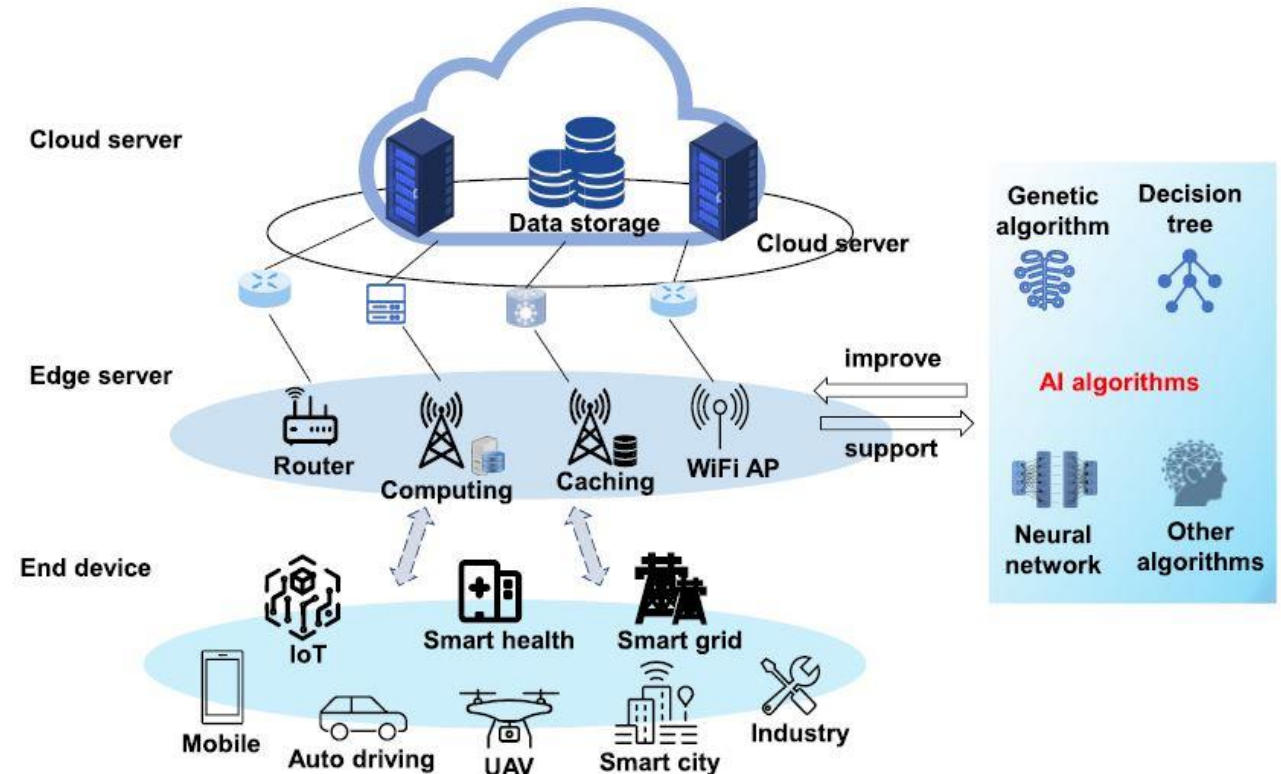 Cloud server
Data storage
Cloud server
Genetic
algorithm
Decision
tree
Edge server
improve
AI algorithms
support
Router
Computing
Caching
WiFi AP
Neural
network
Other
algorithms
End device
IoT
Smart health
Smart grid
Mobile
Auto driving
UAV
Smart city
Industry